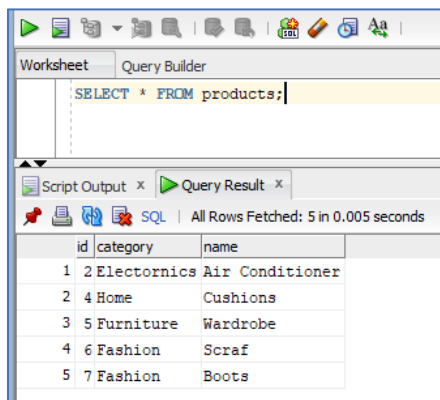 SQL
Aa
Worksheet Query Builder
SELECT * FROM products;
Script Output x Query Result x
SQL | All Rows Fetched: 5 in 0.005 seconds
id category name
1 2 Electornics Air Conditioner
2 4 Home Cushions
3 5 Furniture Wardrobe
4 6 Fashion Scraf
5 7 Fashion Boots